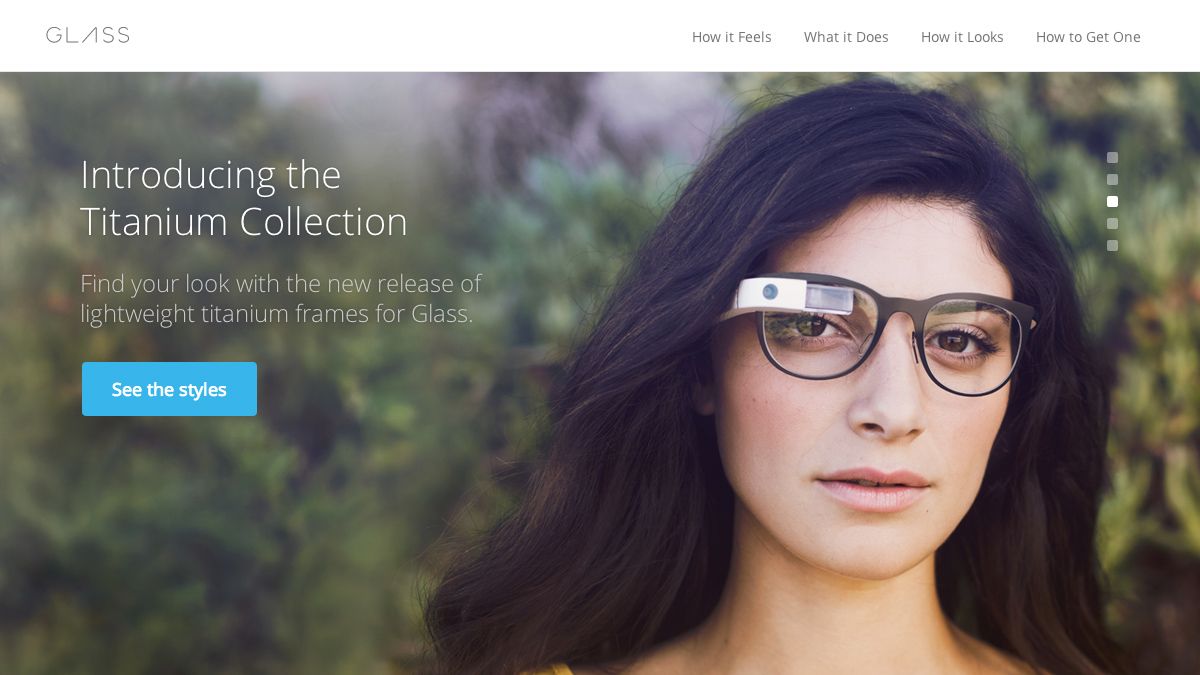 GLASS
How it Feels
What it Does
How it Looks
How to Get One
Introducing the
Titanium Collection
Find your look with the new release of
lightweight titanium frames for Glass.
See the styles